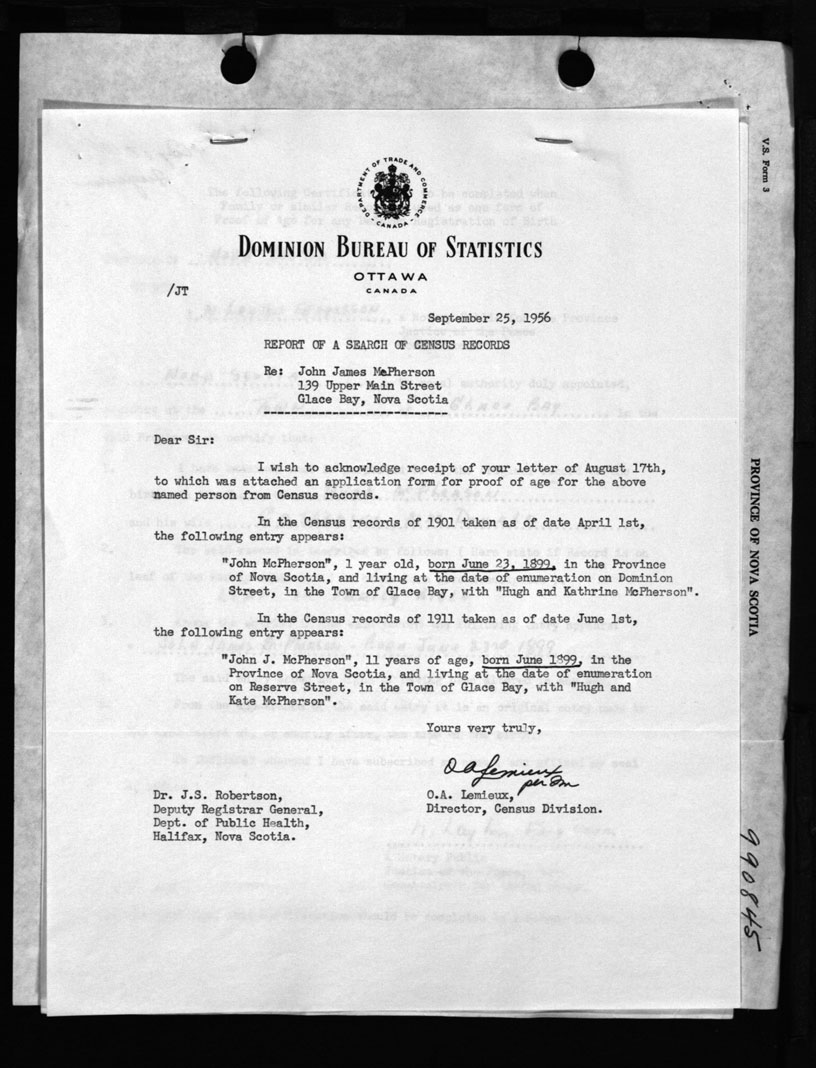 DEPARTMENT OF TRADE AND COMMERCE
- CANADA -
DOMINION BUREAU OF STATISTICS
OTTAWA
CANADA
/JT
September 25, 1956
REPORT OF A SEARCH OF CENSUS RECORDS
Re: John James McPherson
139 Upper Main Street
Glace Bay, Nova Scotia
Dear Sir:
I wish to acknowledge receipt of your letter of August 17th,
to which was attached an application form for proof of age for the above
named person from Census records.
In the Census records of 1901 taken as of date April 1st,
the following entry appears:
"John McPherson", 1 year old, born June 23, 1899, in the Province
of Nova Scotia, and living at the date of enumeration on Dominion
Street, in the Town of Glace Bay, with "Hugh and Kathrine McPherson".
In the Census records of 1911 taken as of date June 1st,
the following entry appears:
"John J. McPherson", 11 years of age, born June 1899, in the
Province of Nova Scotia, and living at the date of enumeration
on Reserve Street, in the Town of Glace Bay, with "Hugh and
Kate McPherson".
Yours very truly,
O A Lemieux
per
Dr. J.S. Robertson,
Deputy Registrar General,
Dept. of Public Health,
Halifax, Nova Scotia.
O.A. Lemieux,
Director, Census Division.
V.S. Form 3
PROVINCE OF NOVA SCOTIA
990845